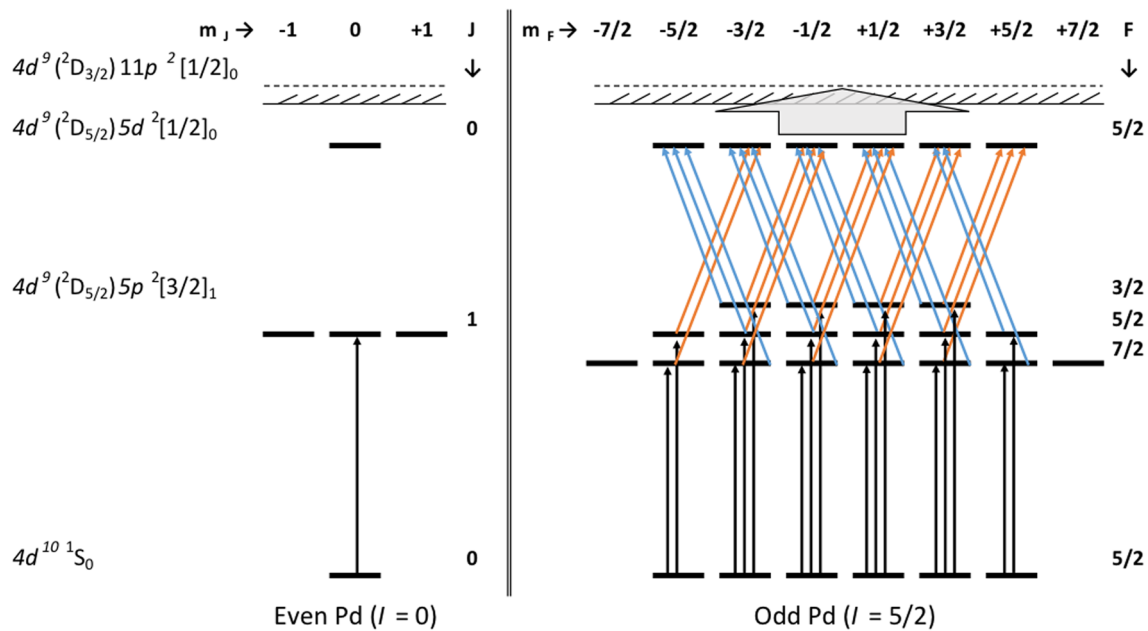 m J → -1 0 +1 J
m F → -7/2 -5/2 -3/2 -1/2 +1/2 +3/2 +5/2 +7/2 F
4d⁹(²D₃/₂)11p ²[1/2]₀
4d⁹(²D₅/₂)5d ²[1/2]₀ 0
5/2
4d⁹(²D₅/₂)5p ²[3/2]₁ 1
3/2
5/2
7/2
4d¹⁰ ¹S₀ 0
5/2
Even Pd (I = 0)
Odd Pd (I = 5/2)